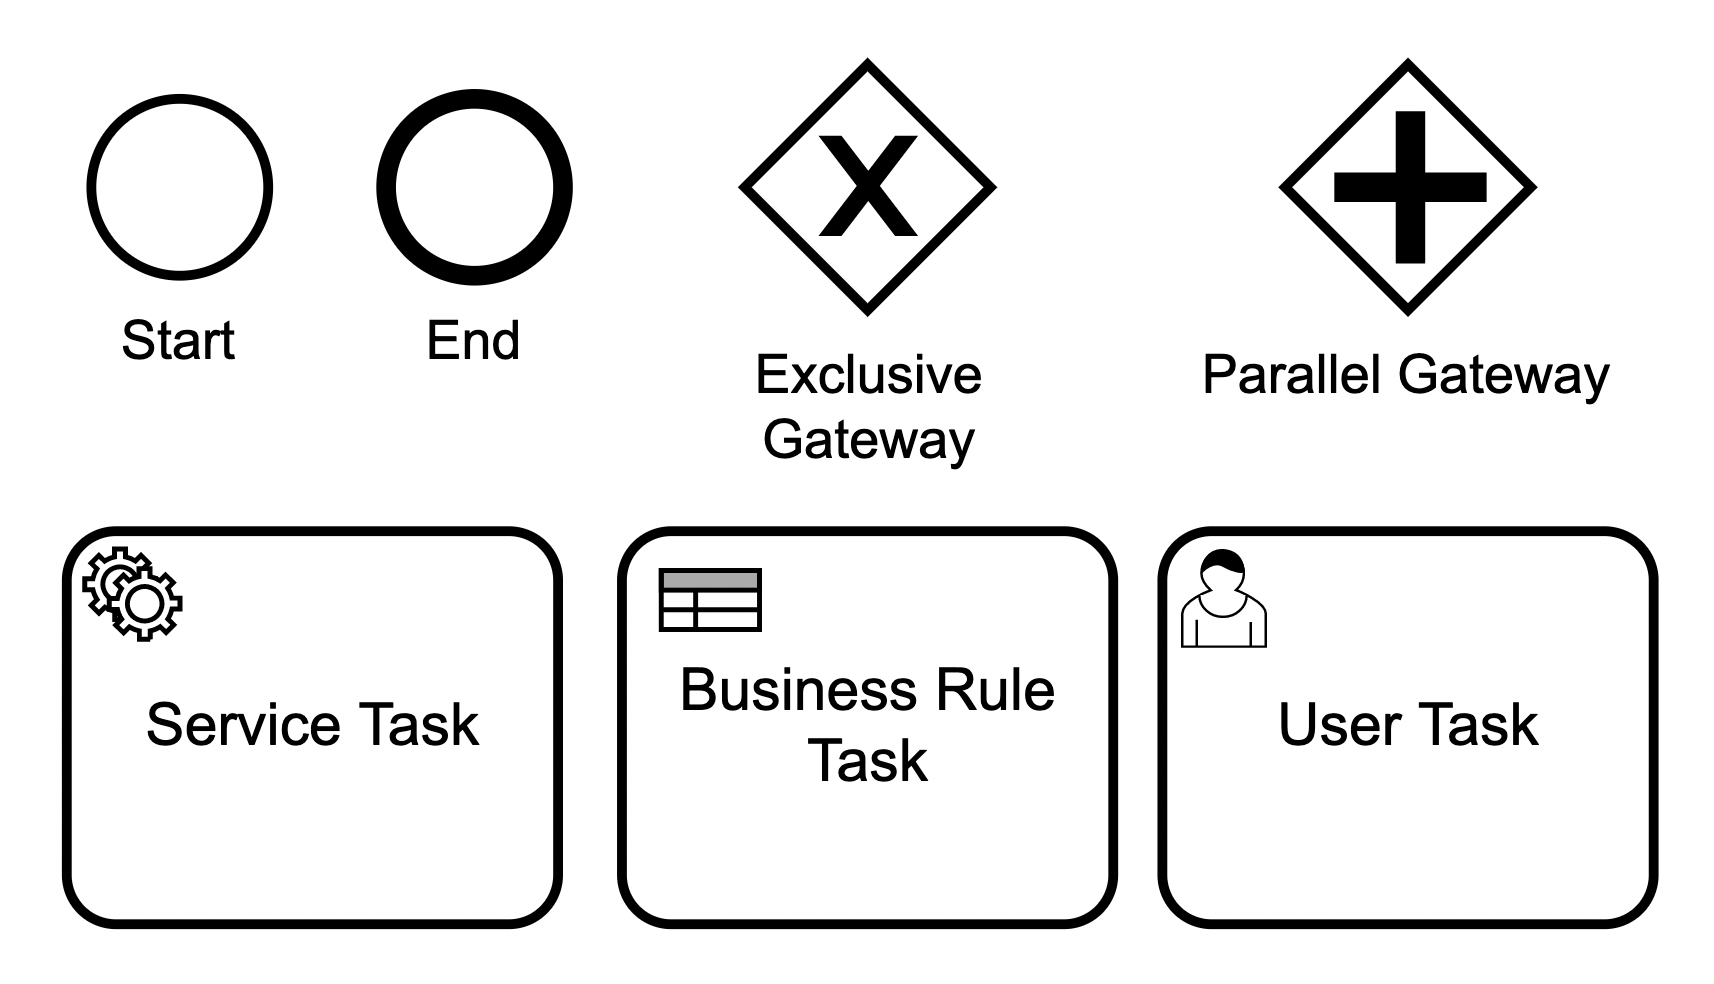 Start
End
Exclusive
Gateway
Parallel Gateway
Service Task
Business Rule
Task
User Task